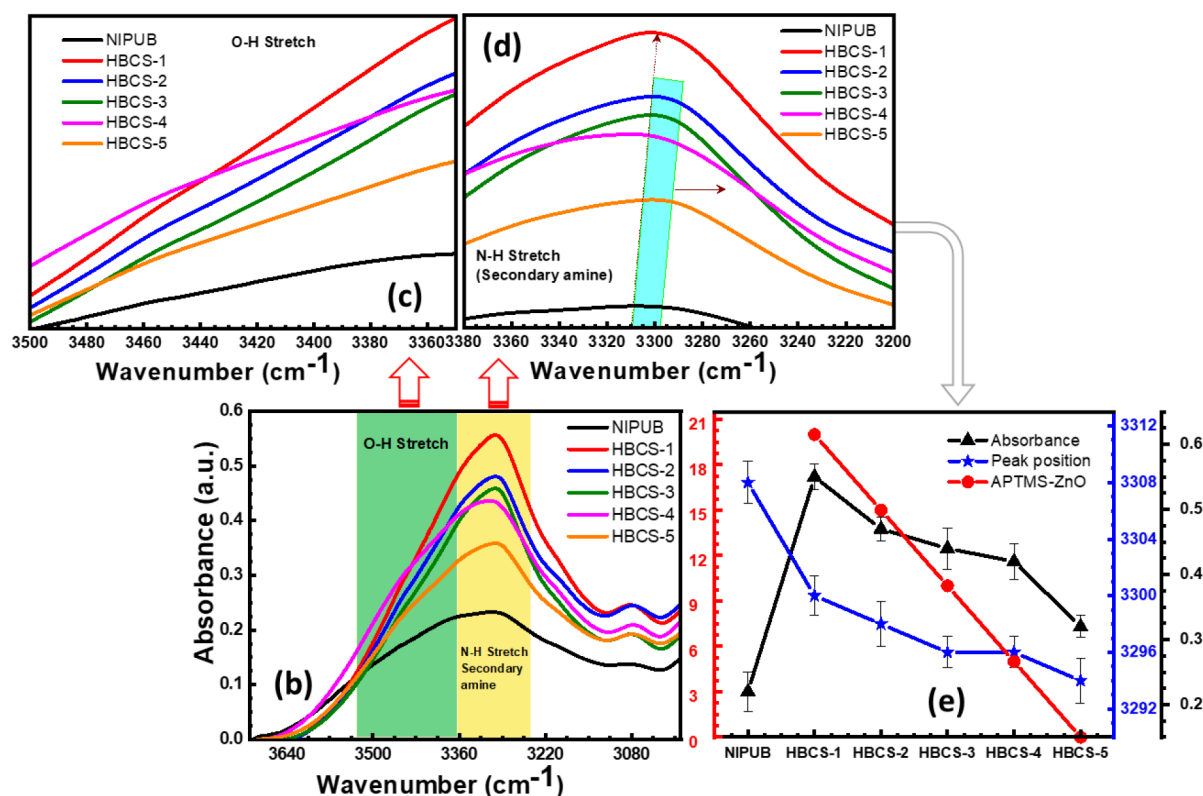 NIPUB
HBCS-1
HBCS-2
HBCS-3
HBCS-4
HBCS-5
O-H Stretch
(c)
3500 3480 3460 3440 3420 3400 3380 3360
Wavenumber (cm-1)
(d)
NIPUB
HBCS-1
HBCS-2
HBCS-3
HBCS-4
HBCS-5
N-H Stretch
(Secondary amine)
3380 3360 3340 3320 3300 3280 3260 3240 3220 3200
Wavenumber (cm-1)
0.6
0.5
0.4
0.3
0.2
0.1
0.0
Absorbance (a.u.)
O-H Stretch
NIPUB
HBCS-1
HBCS-2
HBCS-3
HBCS-4
HBCS-5
N-H Stretch
Secondary
amine
(b)
3640 3500 3360 3220 3080
Wavenumber (cm-1)
21
18
15
12
9
6
3
0
Absorbance
Peak position
APTMS-ZnO
(e)
NIPUB HBCS-1 HBCS-2 HBCS-3 HBCS-4 HBCS-5
3312
3308
3304
3300
3296
3292
0.6
0.5
0.4
0.3
0.2